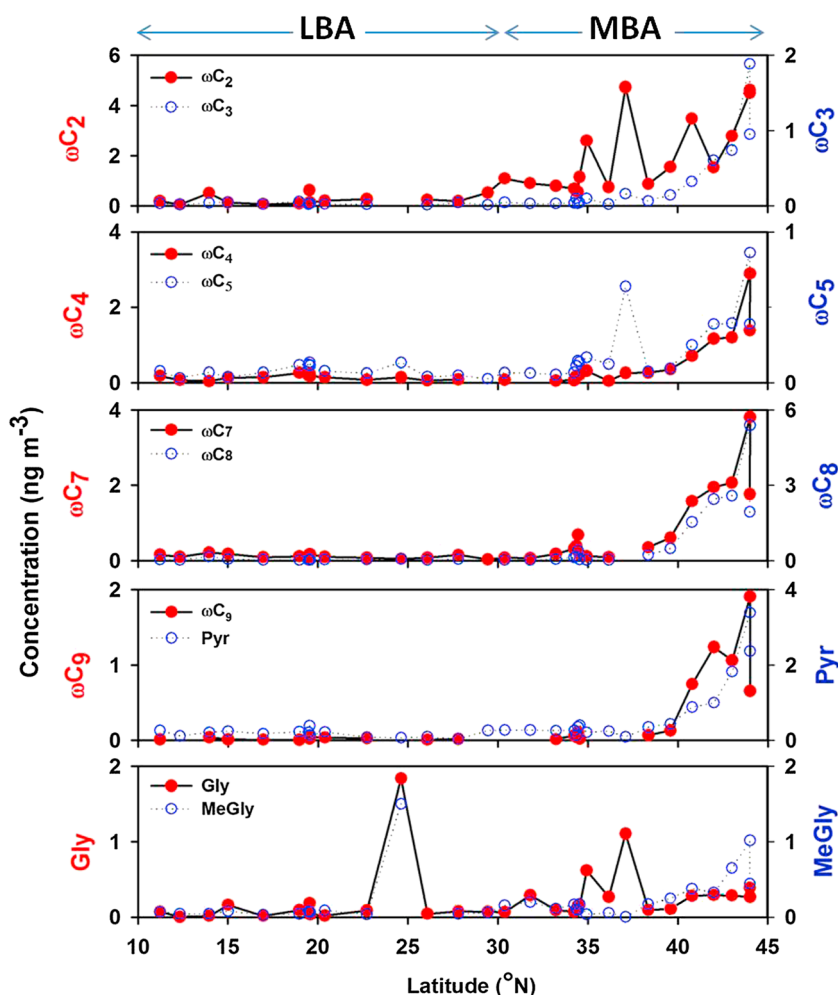 LBA MBA
6 2
ωC2
ωC3
4
ωC2 1 ωC3
2
0 0
4 1
ωC4
ωC5
ωC4 2 ωC5
0 0
4 6
ωC7
ωC8
ωC7 2 3 ωC8
0 0
2 4
ωC9
Pyr
ωC9 1 2 Pyr
0 0
2 2
Gly
MeGly
Gly 1 1 MeGly
0 0
10 15 20 25 30 35 40 45
Latitude (°N)
Concentration (ng m-3)